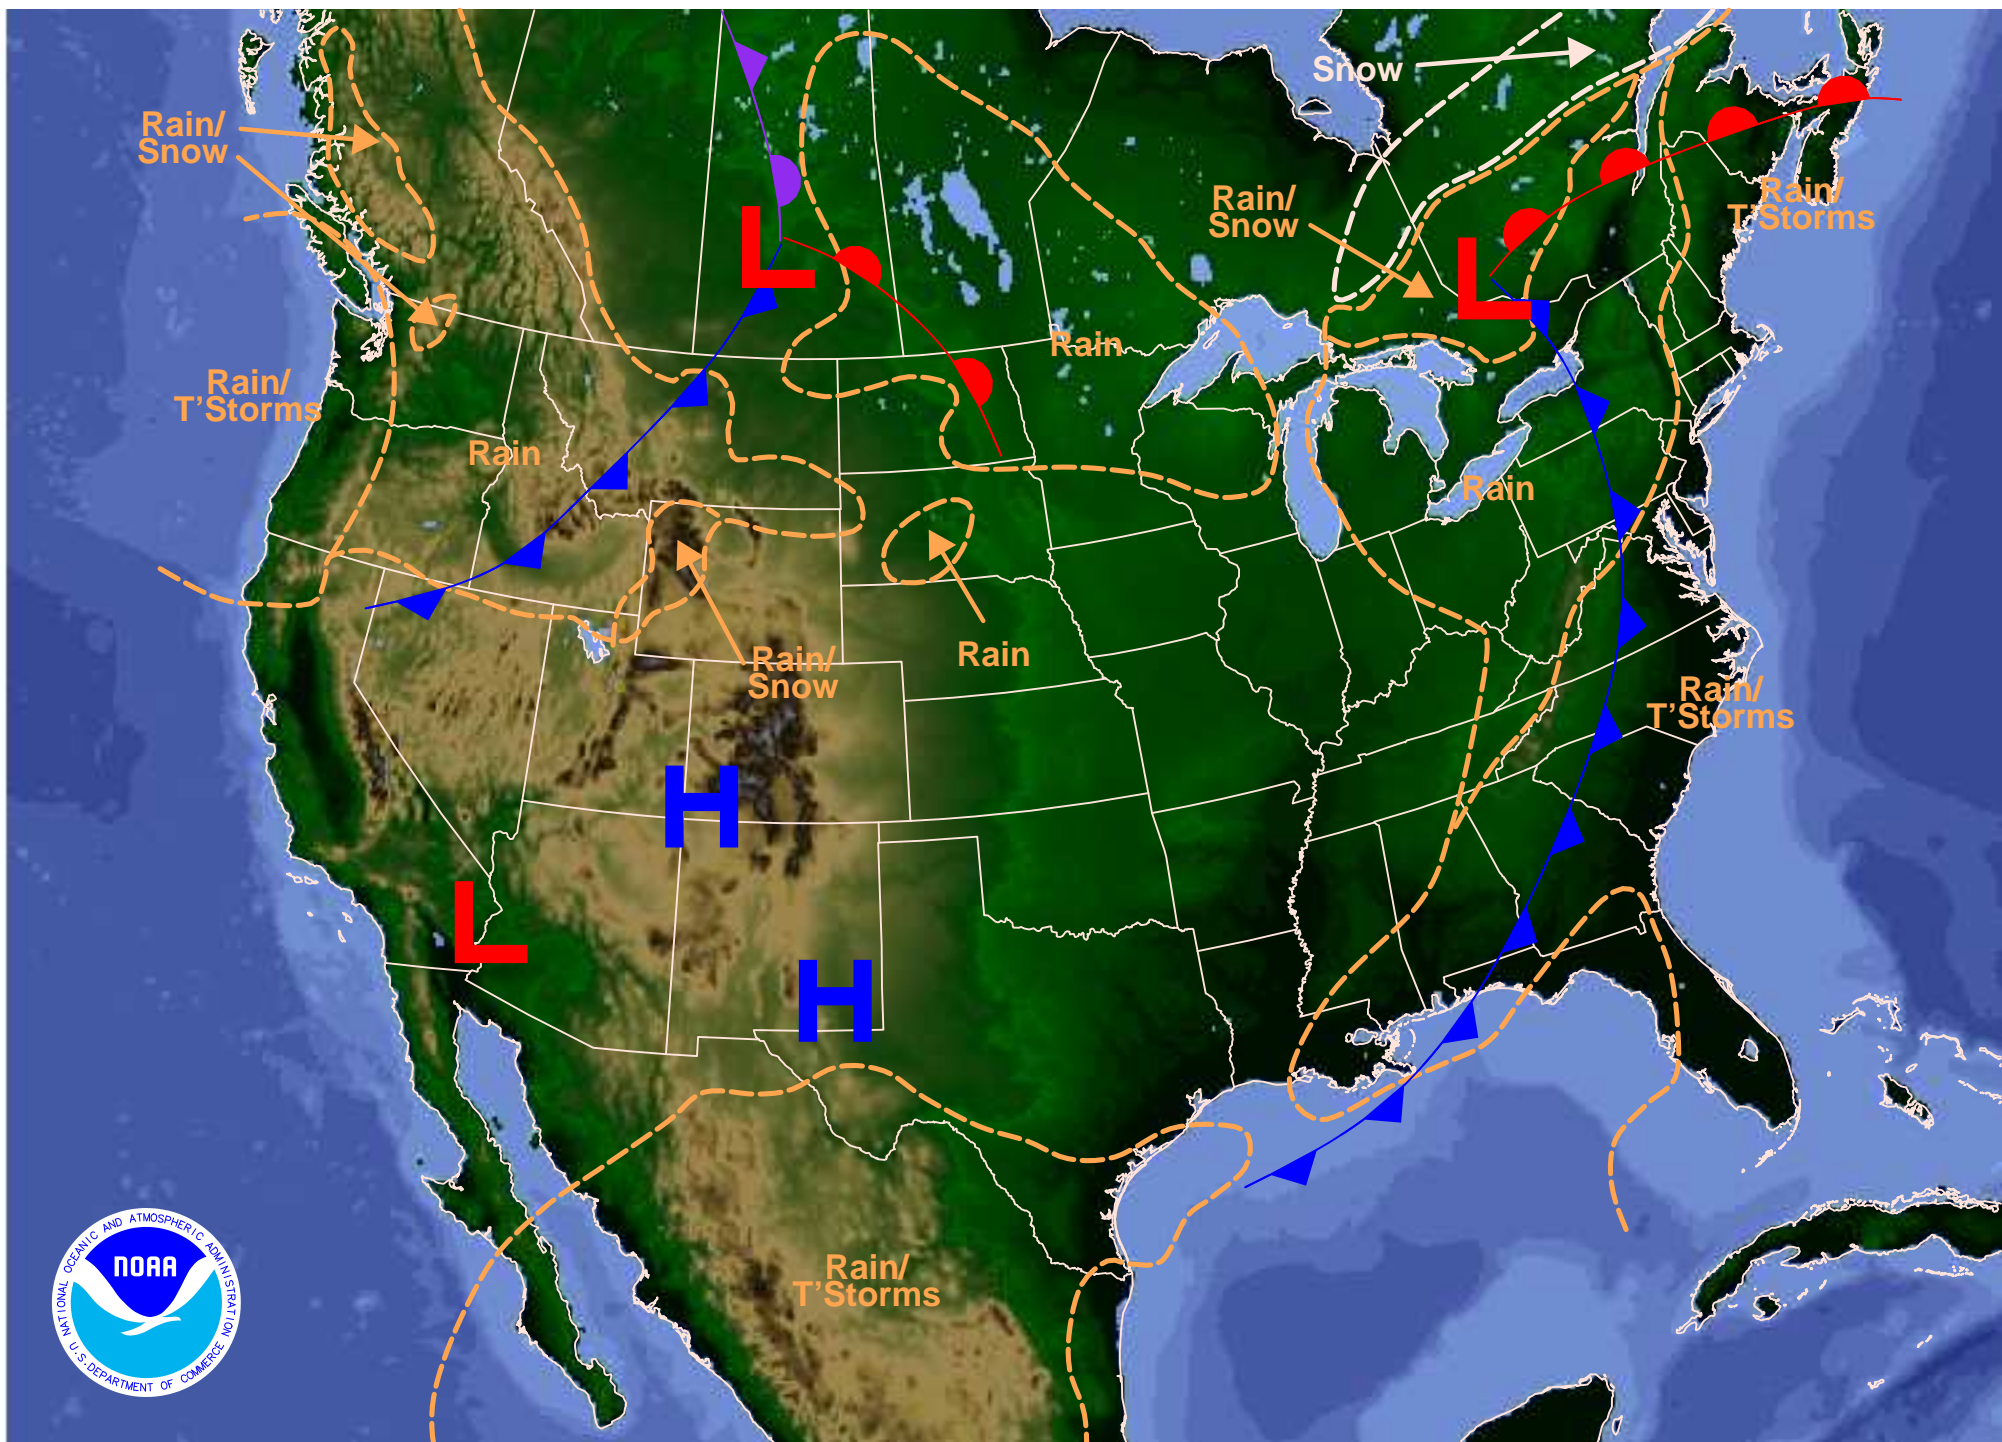 Snow
Rain/
Snow
Rain/
Snow
Rain/
T'Storms
L
L
Rain
Rain/
T'Storms
Rain
Rain
Rain/
Snow
Rain
Rain/
T'Storms
H
L
H
Rain/
T'Storms
NATIONAL OCEANIC AND ATMOSPHERIC ADMINISTRATION
NOAA
U.S. DEPARTMENT OF COMMERCE